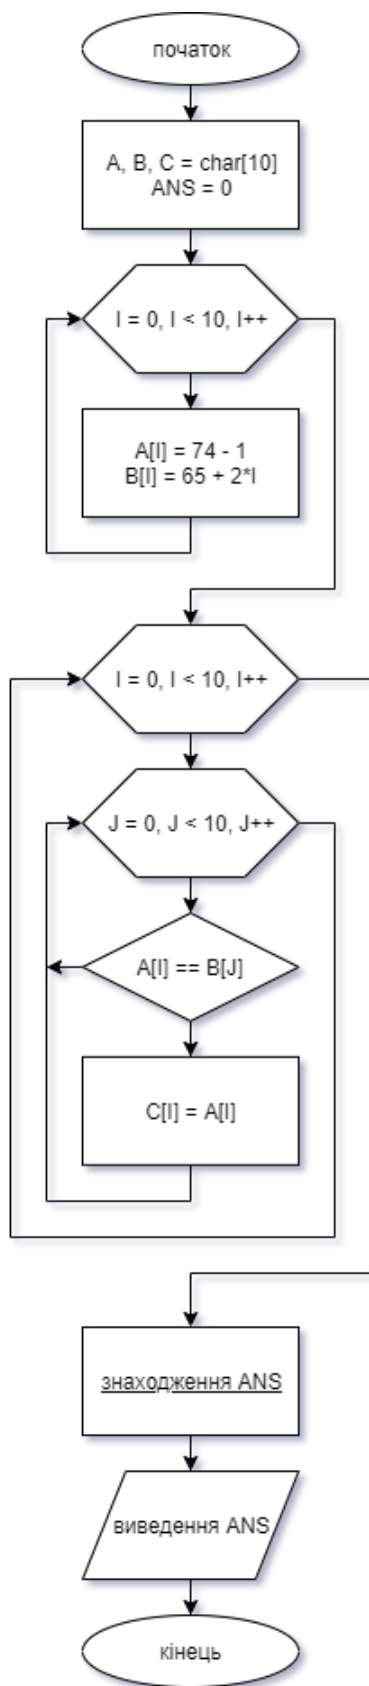 початок
A, B, C = char[10]
ANS = 0
I = 0, I < 10, I++
A[I] = 74 - 1
B[I] = 65 + 2*I
I = 0, I < 10, I++
J = 0, J < 10, J++
A[I] == B[J]
C[I] = A[I]
знаходження ANS
виведення ANS
кінець